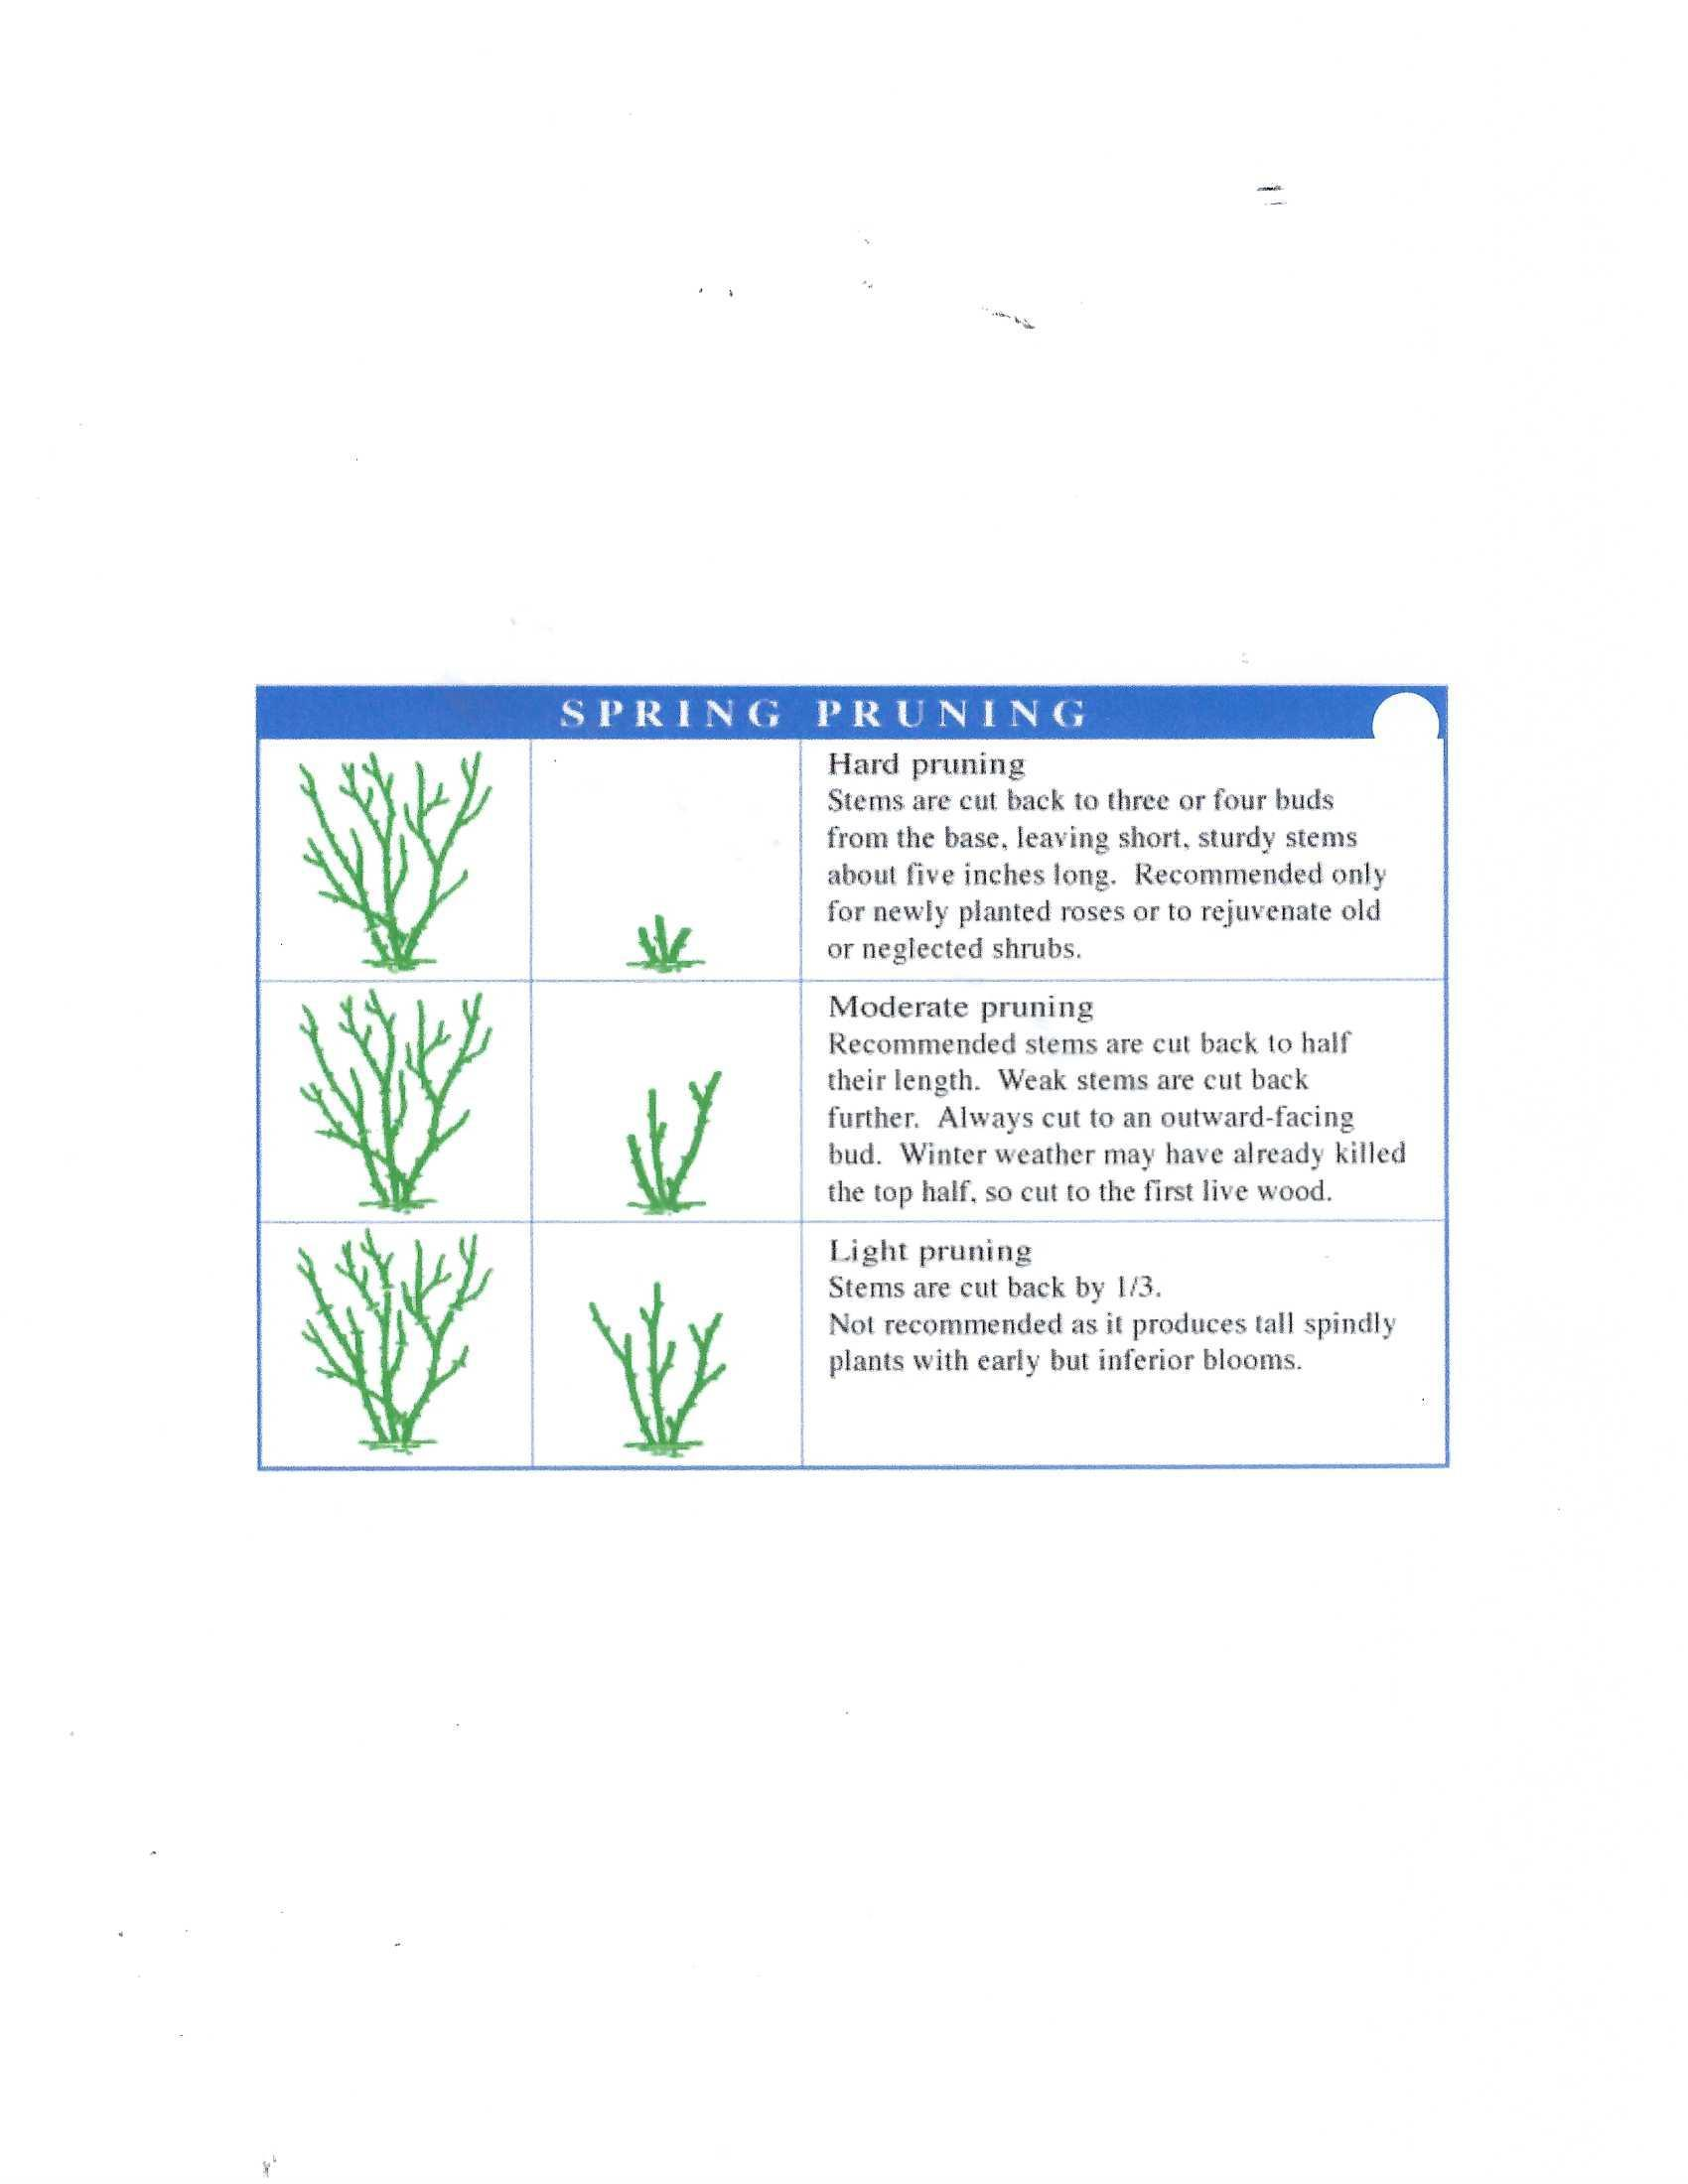 SPRING PRUNING
Hard pruning
Stems are cut back to three or four buds
from the base, leaving short, sturdy stems
about five inches long. Recommended only
for newly planted roses or to rejuvenate old
or neglected shrubs.
Moderate pruning
Recommended stems are cut back to half
their length. Weak stems are cut back
further. Always cut to an outward-facing
bud. Winter weather may have already killed
the top half, so cut to the first live wood.
Light pruning
Stems are cut back by 1/3.
Not recommended as it produces tall spindly
plants with early but inferior blooms.